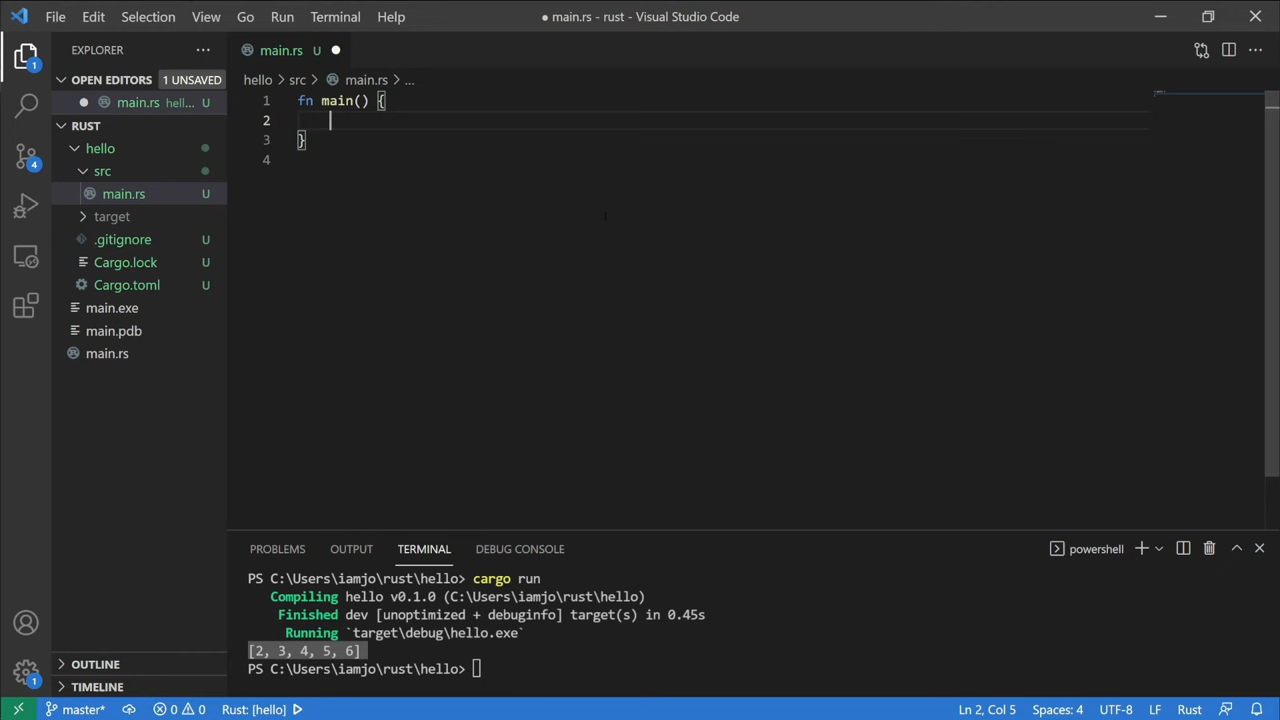 File Edit Selection View Go Run Terminal Help
● main.rs - rust - Visual Studio Code
EXPLORER
main.rs U
OPEN EDITORS 1 UNSAVED
hello > src > main.rs > ...
main.rs hell... U
1 fn main() {
RUST
2
hello
3 }
4
src
main.rs U
target
.gitignore U
Cargo.lock U
Cargo.toml U
main.exe
main.pdb
main.rs
1
4
PROBLEMS OUTPUT TERMINAL DEBUG CONSOLE
powershell
PS C:\Users\iamjo\rust\hello> cargo run
Compiling hello v0.1.0 (C:\Users\iamjo\rust\hello)
Finished dev [unoptimized + debuginfo] target(s) in 0.45s
Running `target\debug\hello.exe`
[2, 3, 4, 5, 6]
PS C:\Users\iamjo\rust\hello>
OUTLINE
TIMELINE
1
master* 0 0 Rust: [hello] Ln 2, Col 5 Spaces: 4 UTF-8 LF Rust